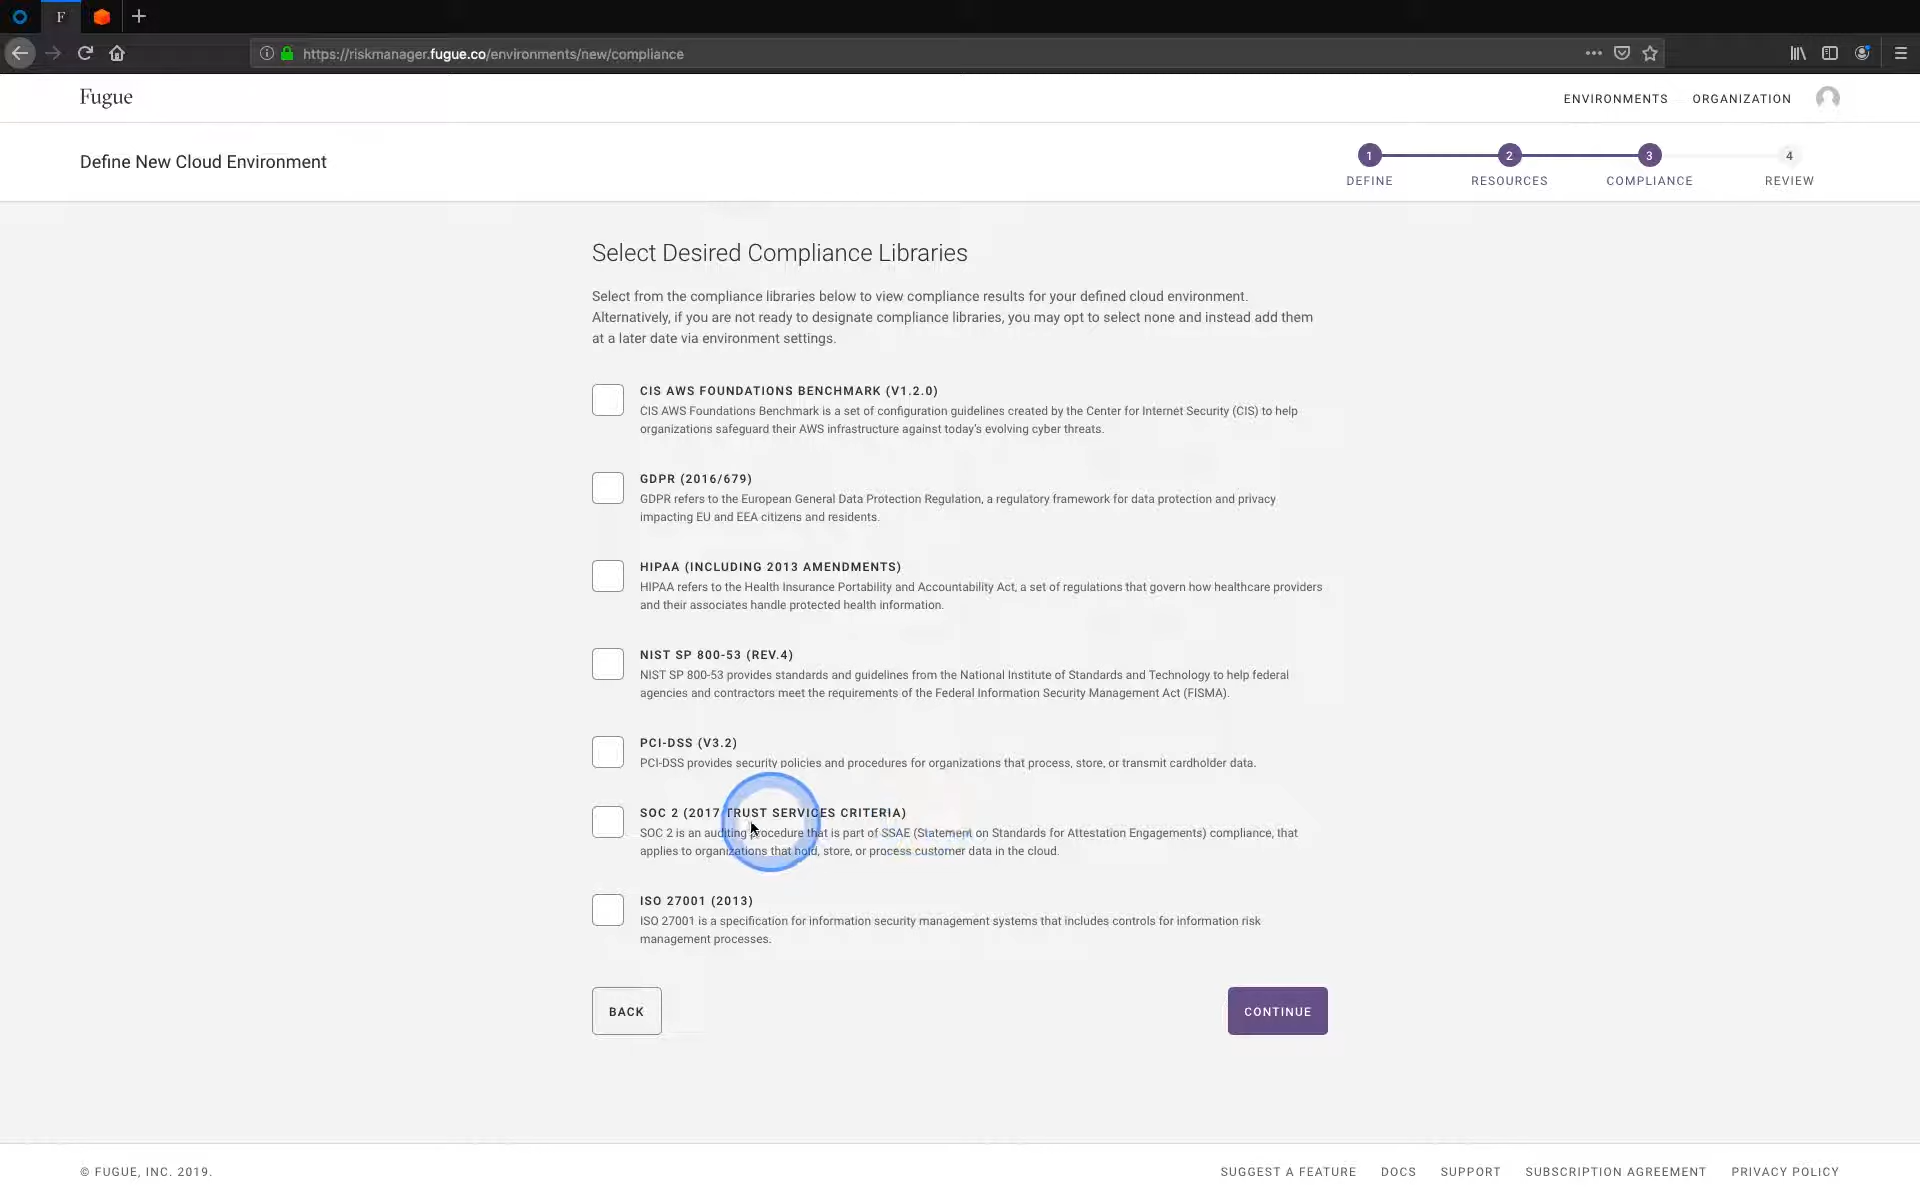 F
https://riskmanager.fugue.co/environments/new/compliance
Fugue
ENVIRONMENTS
ORGANIZATION
Define New Cloud Environment
1
2
3
4
DEFINE
RESOURCES
COMPLIANCE
REVIEW
Select Desired Compliance Libraries
Select from the compliance libraries below to view compliance results for your defined cloud environment.
Alternatively, if you are not ready to designate compliance libraries, you may opt to select none and instead add them
at a later date via environment settings.
CIS AWS FOUNDATIONS BENCHMARK (V1.2.0)
CIS AWS Foundations Benchmark is a set of configuration guidelines created by the Center for Internet Security (CIS) to help
organizations safeguard their AWS infrastructure against today's evolving cyber threats.
GDPR (2016/679)
GDPR refers to the European General Data Protection Regulation, a regulatory framework for data protection and privacy
impacting EU and EEA citizens and residents.
HIPAA (INCLUDING 2013 AMENDMENTS)
HIPAA refers to the Health Insurance Portability and Accountability Act, a set of regulations that govern how healthcare providers
and their associates handle protected health information.
NIST SP 800-53 (REV.4)
NIST SP 800-53 provides standards and guidelines from the National Institute of Standards and Technology to help federal
agencies and contractors meet the requirements of the Federal Information Security Management Act (FISMA).
PCI-DSS (V3.2)
PCI-DSS provides security policies and procedures for organizations that process, store, or transmit cardholder data.
SOC 2 (2017 TRUST SERVICES CRITERIA)
SOC 2 is an auditing procedure that is part of SSAE (Statement on Standards for Attestation Engagements) compliance, that
applies to organizations that hold, store, or process customer data in the cloud.
ISO 27001 (2013)
ISO 27001 is a specification for information security management systems that includes controls for information risk
management processes.
BACK
CONTINUE
© FUGUE, INC. 2019.
SUGGEST A FEATURE
DOCS
SUPPORT
SUBSCRIPTION AGREEMENT
PRIVACY POLICY